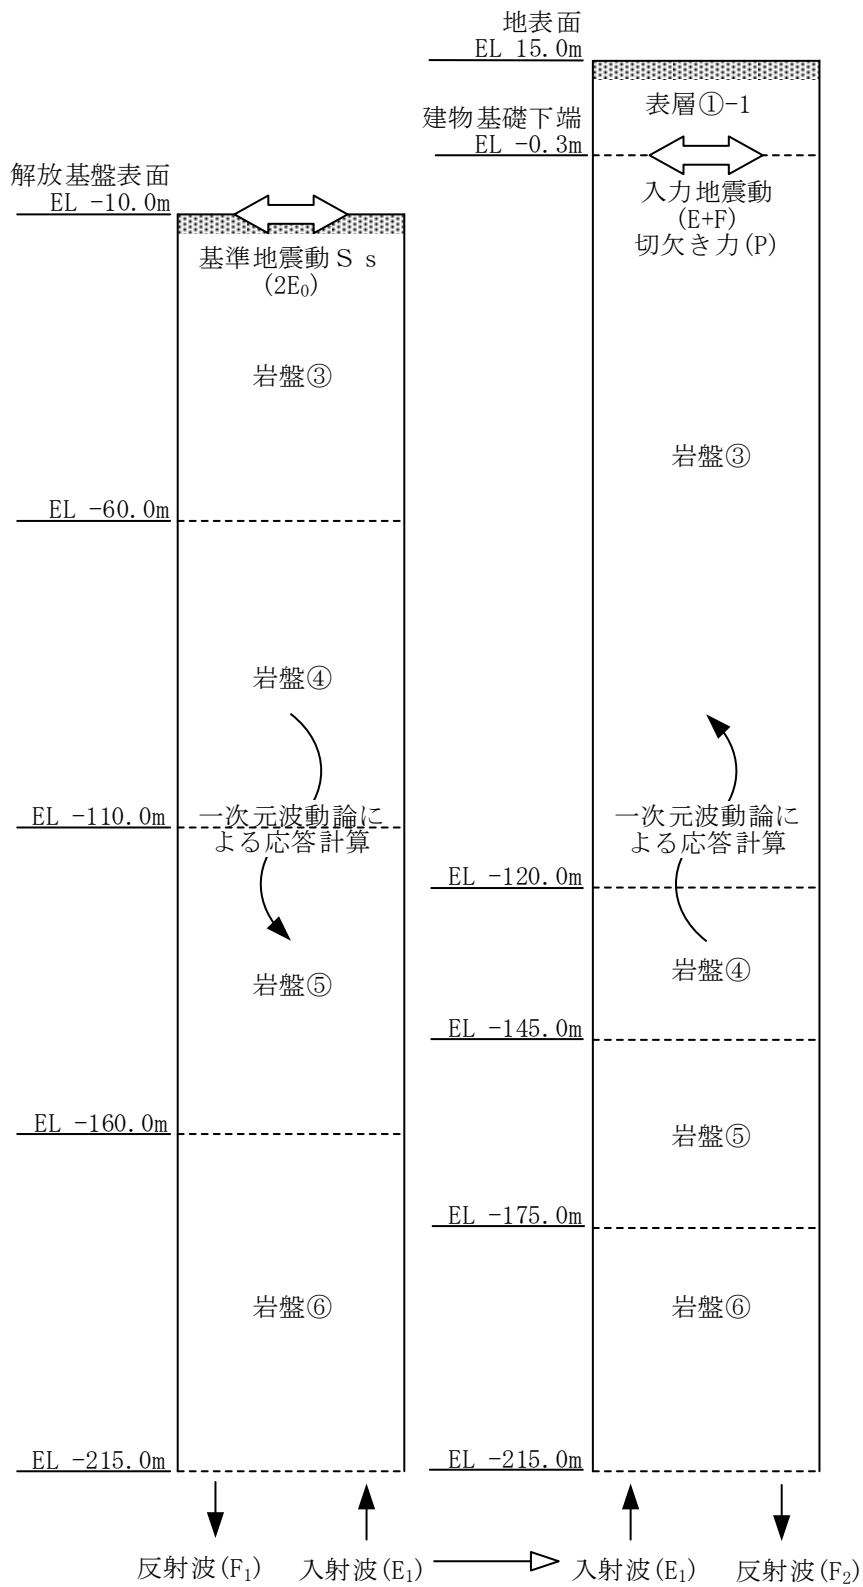 解放基盤表面
EL -10.0m
基準地震動Ｓｓ
(2E₀)
岩盤③
EL -60.0m
岩盤④
EL -110.0m
一次元波動論に
よる応答計算
岩盤⑤
EL -160.0m
岩盤⑥
EL -215.0m
反射波(F₁)
入射波(E₁)
地表面
EL 15.0m
表層①-1
建物基礎下端
EL -0.3m
入力地震動
(E+F)
切欠き力(P)
岩盤③
一次元波動論に
よる応答計算
EL -120.0m
岩盤④
EL -145.0m
岩盤⑤
EL -175.0m
岩盤⑥
EL -215.0m
入射波(E₁)
反射波(F₂)